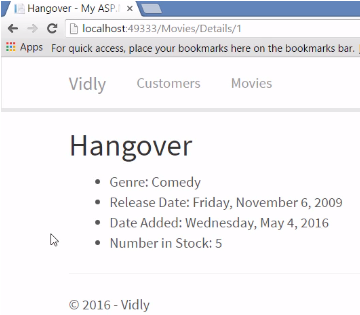 Hangover - My ASP.
localhost:49333/Movies/Details/1
Apps For quick access, place your bookmarks here on the bookmarks bar.
Vidly Customers Movies
Hangover
• Genre: Comedy
• Release Date: Friday, November 6, 2009
• Date Added: Wednesday, May 4, 2016
• Number in Stock: 5
© 2016 - Vidly